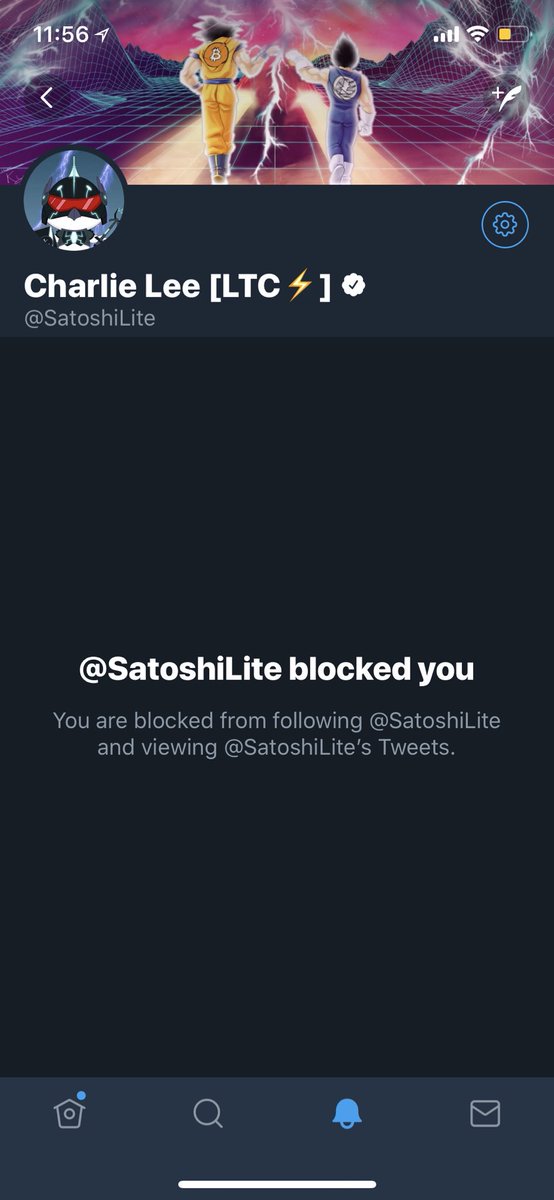 11:56
Charlie Lee [LTC⚡]
@SatoshiLite
@SatoshiLite blocked you
You are blocked from following @SatoshiLite
and viewing @SatoshiLite’s Tweets.